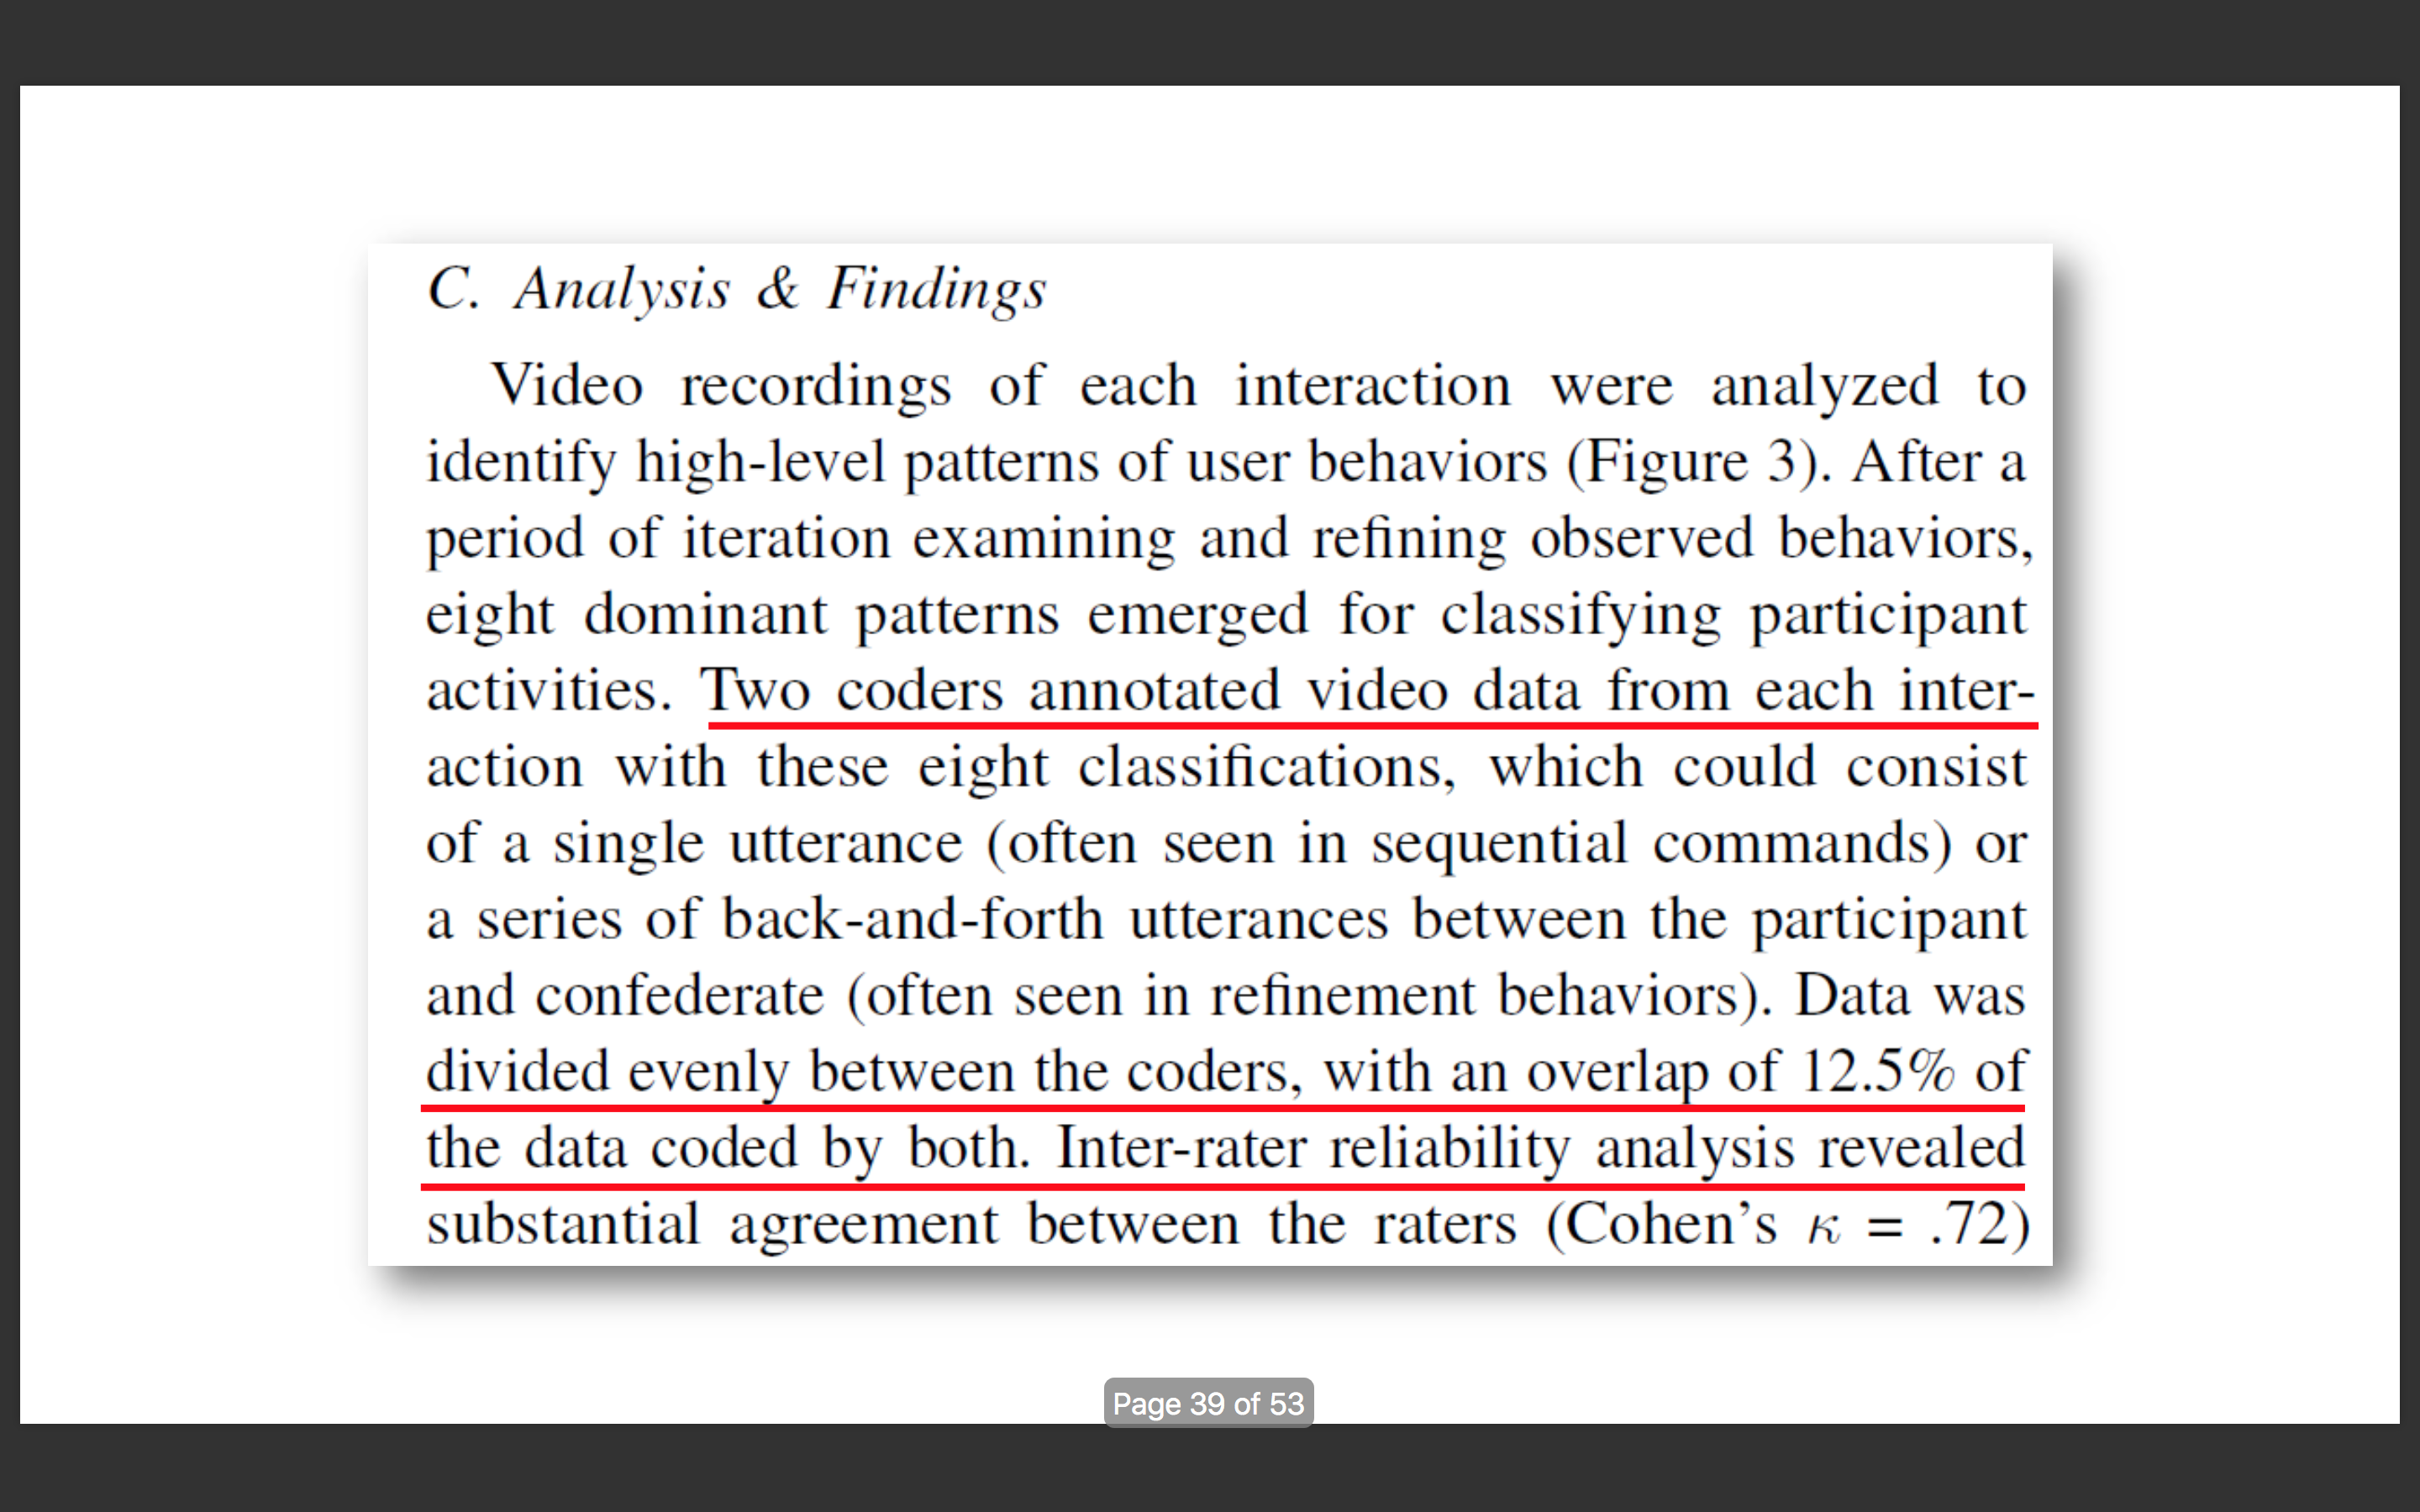 C. Analysis & Findings
Video recordings of each interaction were analyzed to
identify high-level patterns of user behaviors (Figure 3). After a
period of iteration examining and refining observed behaviors,
eight dominant patterns emerged for classifying participant
activities. Two coders annotated video data from each inter-
action with these eight classifications, which could consist
of a single utterance (often seen in sequential commands) or
a series of back-and-forth utterances between the participant
and confederate (often seen in refinement behaviors). Data was
divided evenly between the coders, with an overlap of 12.5% of
the data coded by both. Inter-rater reliability analysis revealed
substantial agreement between the raters (Cohen’s κ = .72)
Page 39 of 53